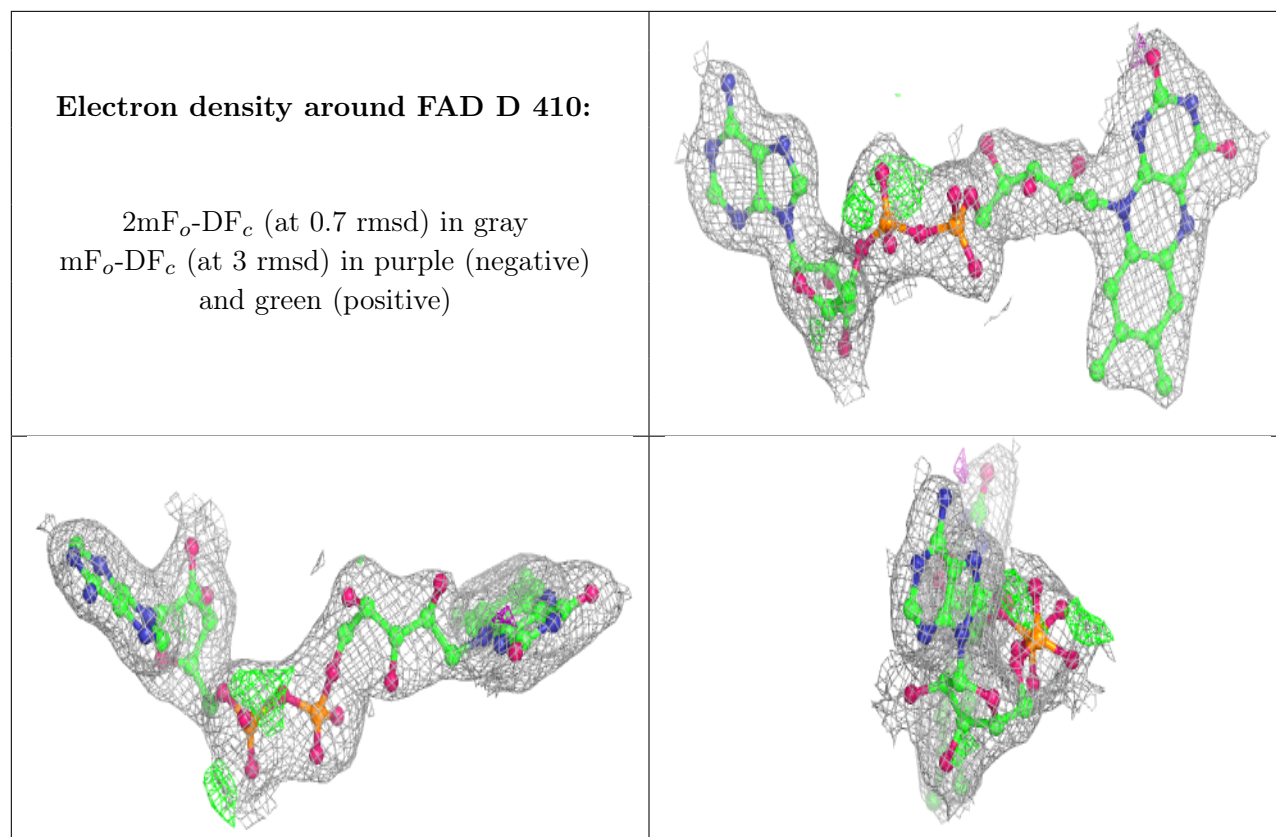 Electron density around FAD D 410:
2mFₒ-DF𝒸 (at 0.7 rmsd) in gray
mFₒ-DF𝒸 (at 3 rmsd) in purple (negative)
and green (positive)